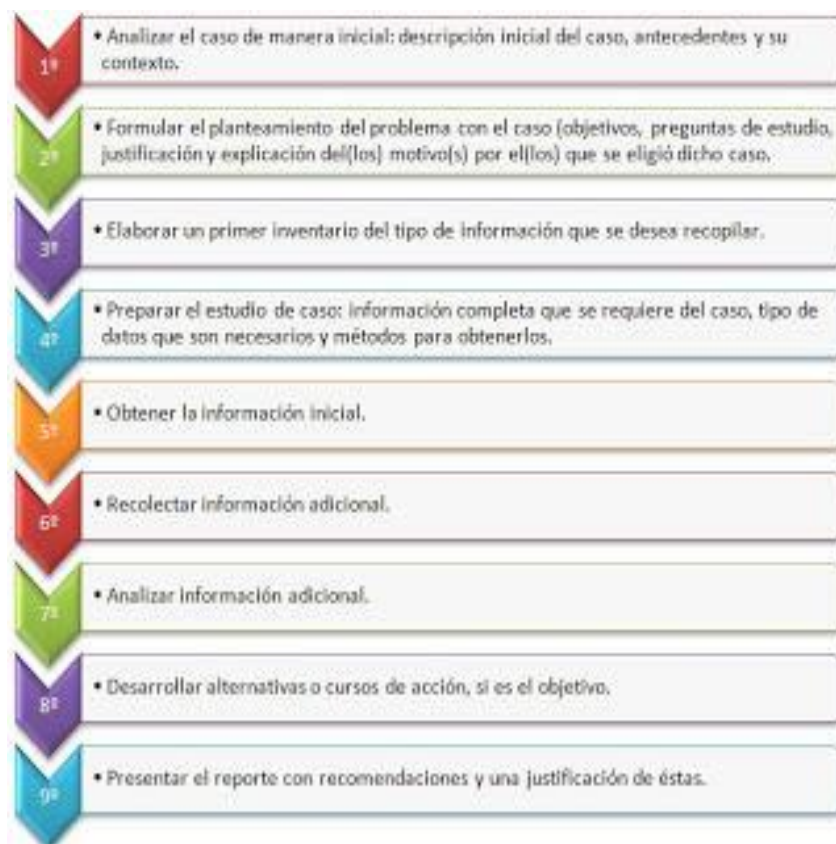 1º
• Analizar el caso de manera inicial: descripción inicial del caso, antecedentes y su
contexto.
2º
• Formular el planteamiento del problema con el caso (objetivos, preguntas de estudio,
justificación y explicación del(los) motivo(s) por el(los) que se eligió dicho caso.
3º
• Elaborar un primer inventario del tipo de información que se desea recopilar.
4º
• Preparar el estudio de caso: información completa que se requiere del caso, tipo de
datos que son necesarios y métodos para obtenerlos.
5º
• Obtener la información inicial.
6º
• Recolectar información adicional.
7º
• Analizar información adicional.
8º
• Desarrollar alternativas o cursos de acción, si es el objetivo.
9º
• Presentar el reporte con recomendaciones y una justificación de éstas.